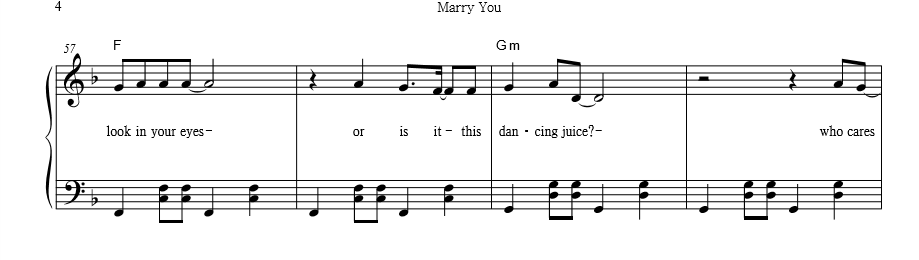 4
Marry You
57
F
Gm
look in your eyes- or is it- this dan - cing juice?- who cares